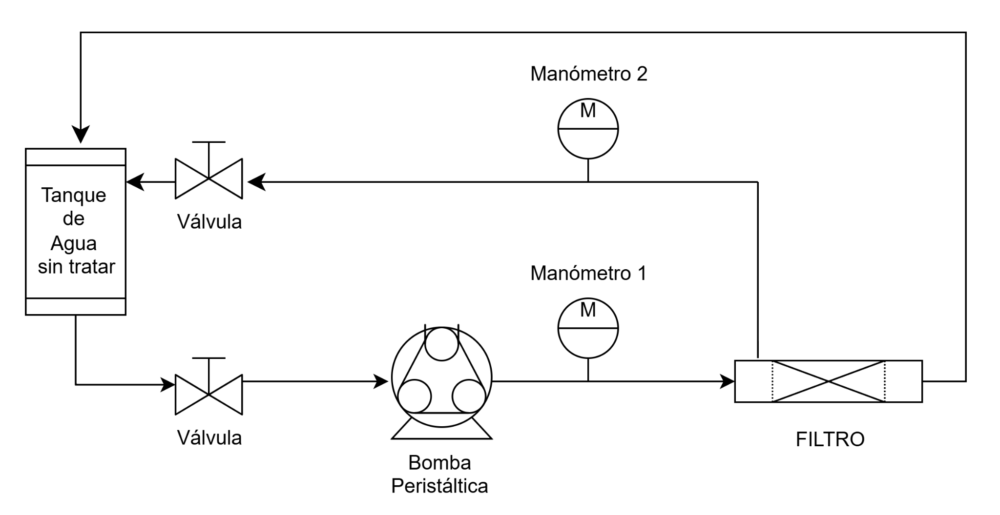 Manómetro 2
M
Tanque
de
Agua
sin tratar
Válvula
Manómetro 1
M
Válvula
FILTRO
Bomba
Peristáltica